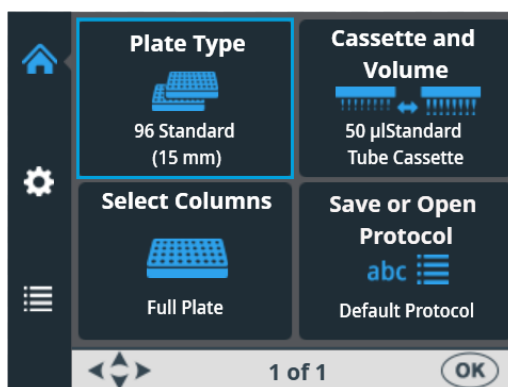 Plate Type
96 Standard
(15 mm)
Cassette and
Volume
50 µlStandard
Tube Cassette
Select Columns
Full Plate
Save or Open
Protocol
abc
Default Protocol
1 of 1
OK